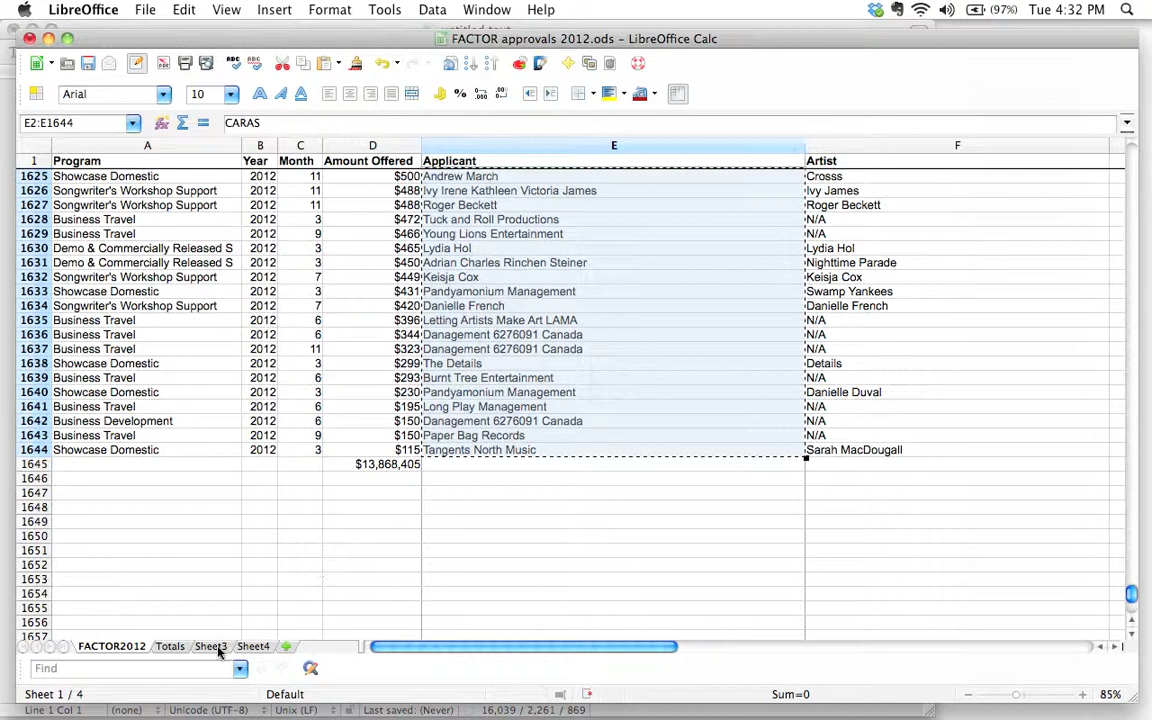 LibreOffice File Edit View Insert Format Tools Data Window Help (97%) Tue 4:32 PM
FACTOR approvals 2012.ods - LibreOffice Calc
Arial 10
E2:E1644 CARAS
A B C D E F
1 Program Year Month Amount Offered Applicant Artist
1625 Showcase Domestic 2012 11 $500 Andrew March Crosss
1626 Songwriter's Workshop Support 2012 11 $488 Ivy Irene Kathleen Victoria James Ivy James
1627 Songwriter's Workshop Support 2012 11 $488 Roger Beckett Roger Beckett
1628 Business Travel 2012 3 $472 Tuck and Roll Productions N/A
1629 Business Travel 2012 9 $466 Young Lions Entertainment N/A
1630 Demo & Commercially Released S 2012 3 $465 Lydia Hol Lydia Hol
1631 Demo & Commercially Released S 2012 3 $450 Adrian Charles Rinchen Steiner Nighttime Parade
1632 Songwriter's Workshop Support 2012 7 $449 Keisja Cox Keisja Cox
1633 Showcase Domestic 2012 3 $431 Pandyamonium Management Swamp Yankees
1634 Songwriter's Workshop Support 2012 7 $420 Danielle French Danielle French
1635 Business Travel 2012 6 $396 Letting Artists Make Art LAMA N/A
1636 Business Travel 2012 6 $344 Danagement 6276091 Canada N/A
1637 Business Travel 2012 11 $323 Danagement 6276091 Canada N/A
1638 Showcase Domestic 2012 3 $299 The Details Details
1639 Business Travel 2012 6 $293 Burnt Tree Entertainment N/A
1640 Showcase Domestic 2012 3 $230 Pandyamonium Management Danielle Duval
1641 Business Travel 2012 6 $195 Long Play Management N/A
1642 Business Development 2012 6 $150 Danagement 6276091 Canada N/A
1643 Business Travel 2012 9 $150 Paper Bag Records N/A
1644 Showcase Domestic 2012 3 $115 Tangents North Music Sarah MacDougall
1645 $13,868,405
1646
1647
1648
1649
1650
1651
1652
1653
1654
1655
1656
1657
FACTOR2012 Totals Sheet3 Sheet4
Find
Sheet 1 / 4 Default Sum=0 85%
Line 1 Col 1 (none) Unicode (UTF-8) Unix (LF) Last saved: (Never) 16,039 / 2,261 / 869